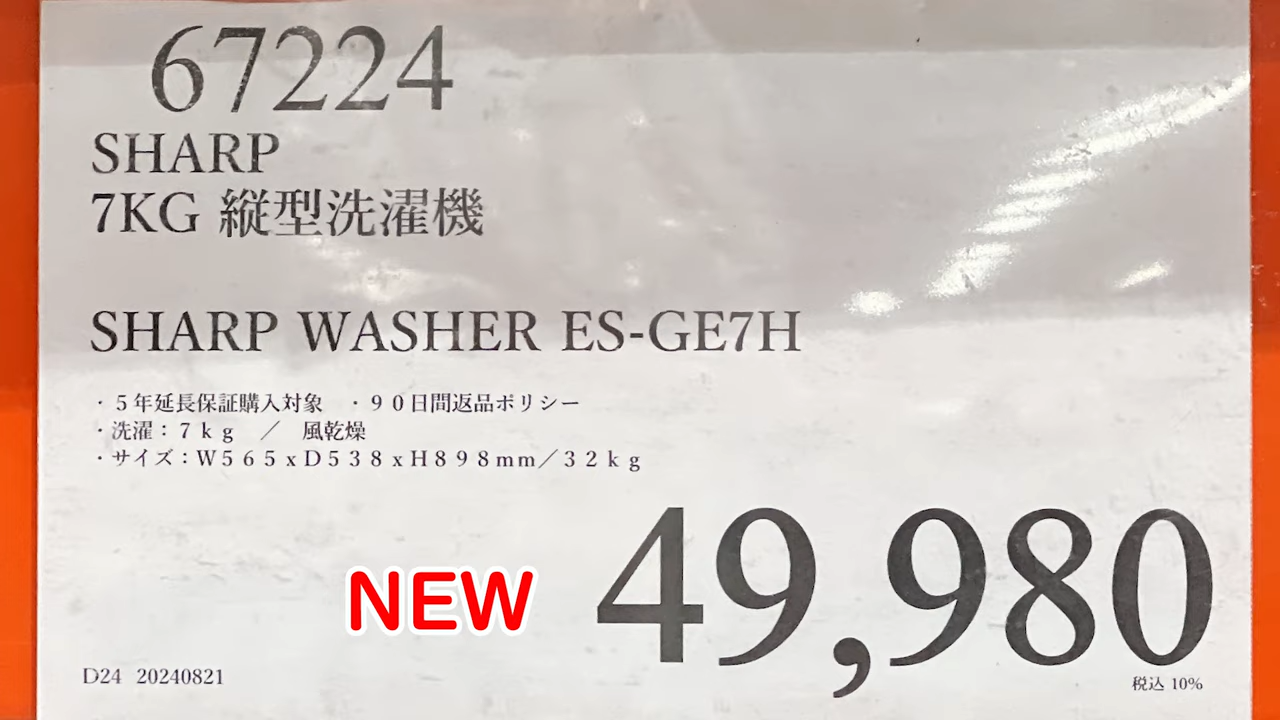 67224
SHARP
7KG 縦型洗濯機
SHARP WASHER ES-GE7H
・５年延長保証購入対象　・９０日間返品ポリシー
・洗濯：７ｋｇ　／　風乾燥
・サイズ：Ｗ５６５ｘＤ５３８ｘＨ８９８mm／３２ｋｇ
NEW
49,980
税込 10%
D24 20240821